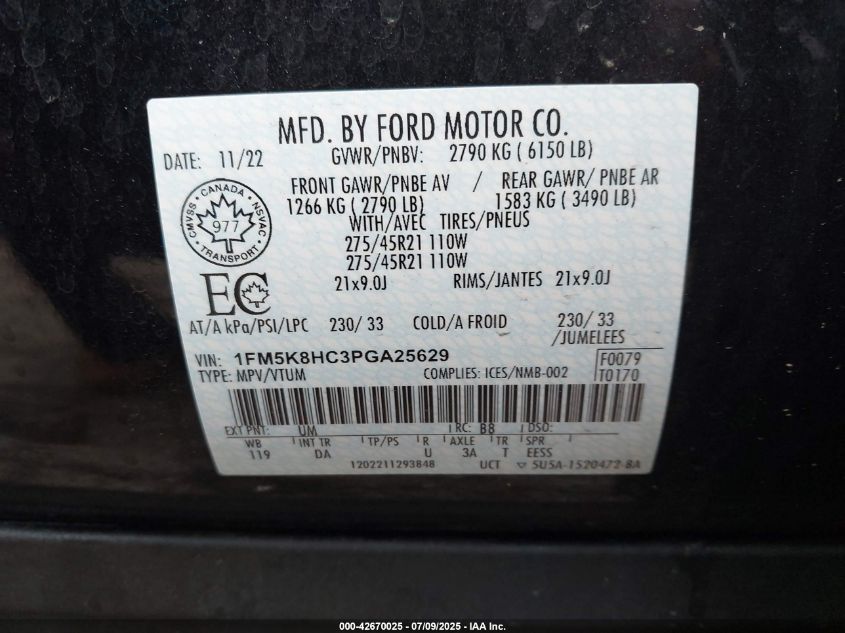 MFD. BY FORD MOTOR CO.
DATE: 11/22 GVWR/PNBV: 2790 KG ( 6150 LB)
FRONT GAWR/PNBE AV / REAR GAWR/ PNBE AR
1266 KG ( 2790 LB) 1583 KG ( 3490 LB)
WITH/AVEC TIRES/PNEUS
275/45R21 110W
275/45R21 110W
21x9.0J RIMS/JANTES 21x9.0J
CANADA
CMVSS NSVAC
977
TRANSPORT
EC
AT/A kPa/PSI/LPC 230/ 33 COLD/A FROID 230/ 33
/JUMELEES
VIN: 1FM5K8HC3PGA25629 F0079
TYPE: MPV/VTUM COMPLIES: ICES/NMB-002 T0170
EXT PNT: UM RC: B8 DSO:
WB INT TR TP/PS R AXLE TR SPR
119 DA U 3A T EESS
1202211293848 UCT 5U5A-1520472-BA
000-42670025 / 07/09/2025 - IAA Inc.